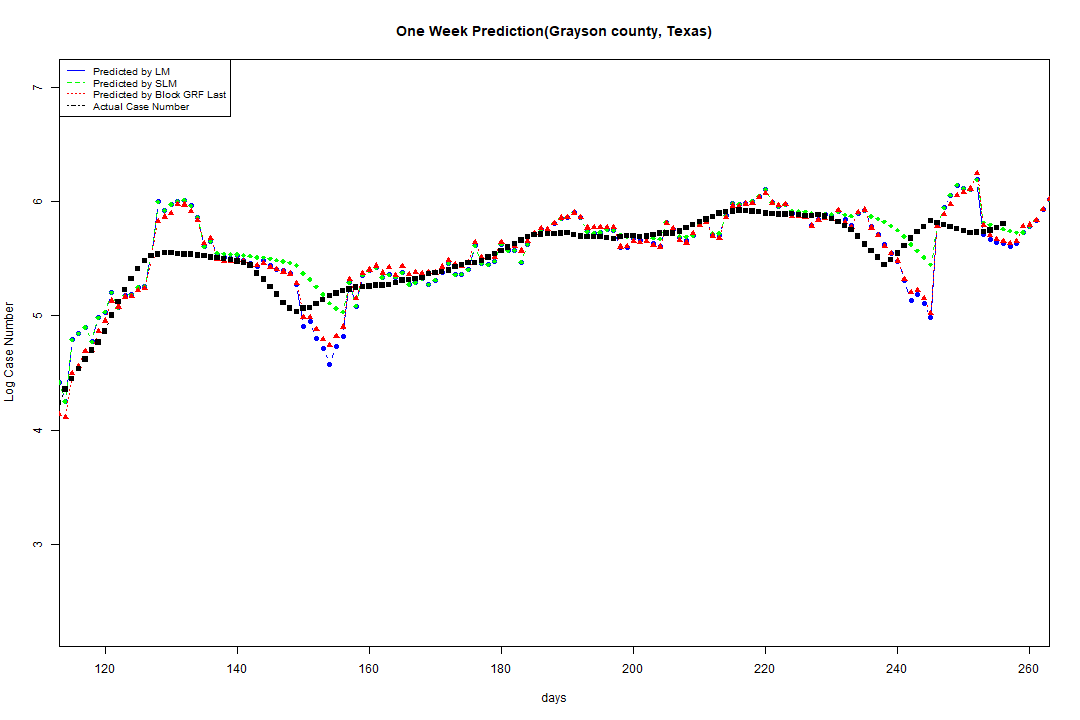 One Week Prediction(Grayson county, Texas)
Predicted by LM
Predicted by SLM
Predicted by Block GRF Last
Actual Case Number
7
6
5
4
3
Log Case Number
120 140 160 180 200 220 240 260
days